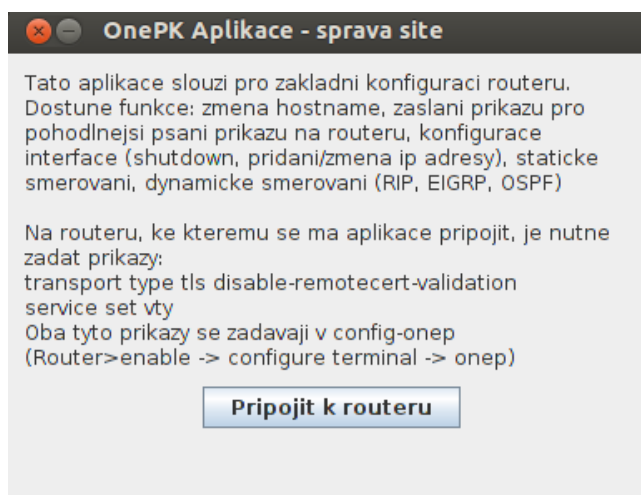 OnePK Aplikace - sprava site
Tato aplikace slouzi pro zakladni konfiguraci routeru.
Dostune funkce: zmena hostname, zaslani prikazu pro
pohodlnejsi psani prikazu na routeru, konfigurace
interface (shutdown, pridani/zmena ip adresy), staticke
smerovani, dynamicke smerovani (RIP, EIGRP, OSPF)
Na routeru, ke kteremu se ma aplikace pripojit, je nutne
zadat prikazy:
transport type tls disable-remotecert-validation
service set vty
Oba tyto prikazy se zadavaji v config-onep
(Router>enable -> configure terminal -> onep)
Pripojit k routeru